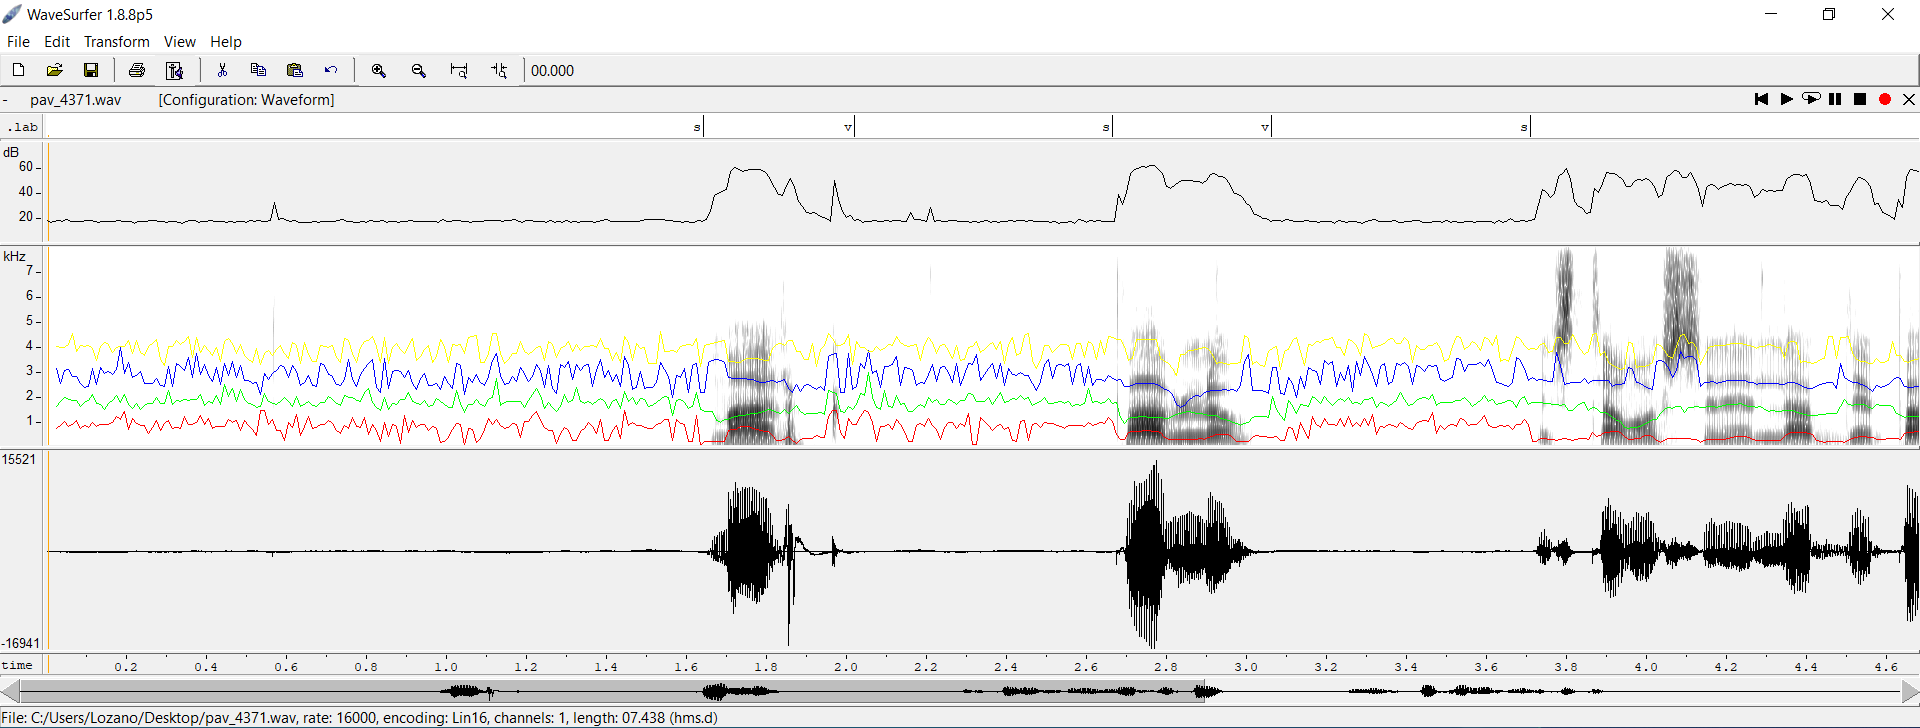 WaveSurfer 1.8.8p5
File Edit Transform View Help
00.000
- pav_4371.wav [Configuration: Waveform]
.lab s v s v s
dB
60
40
20
kHz
7
6
5
4
3
2
1
15521
-16941
time 0.2 0.4 0.6 0.8 1.0 1.2 1.4 1.6 1.8 2.0 2.2 2.4 2.6 2.8 3.0 3.2 3.4 3.6 3.8 4.0 4.2 4.4 4.6
File: C:/Users/Lozano/Desktop/pav_4371.wav, rate: 16000, encoding: Lin16, channels: 1, length: 07.438 (hms.d)